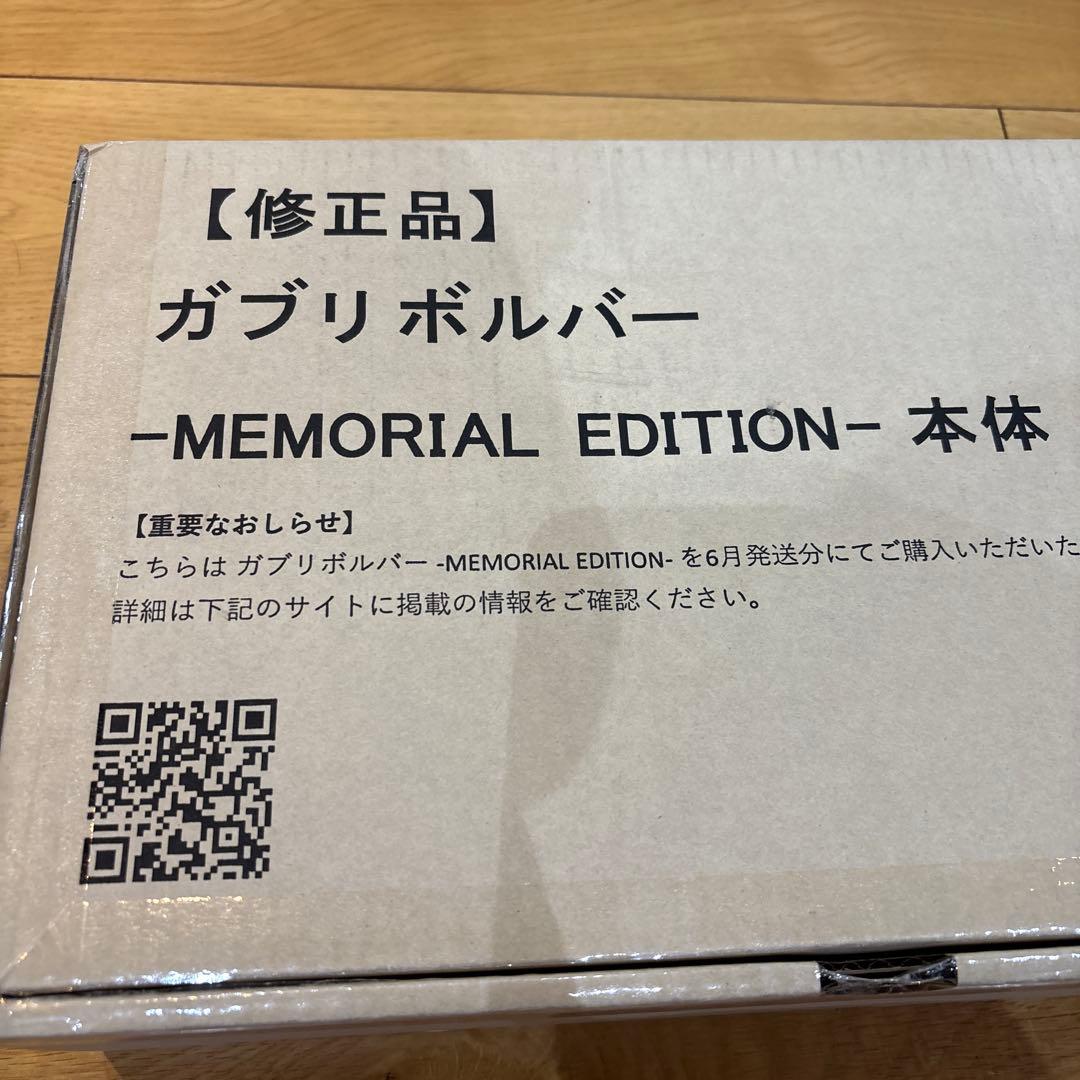 【修正品】
ガブリボルバー
-MEMORIAL EDITION- 本体
【重要なおしらせ】
こちらは ガブリボルバー -MEMORIAL EDITION- を6月発送分にてご購入いただいた
詳細は下記のサイトに掲載の情報をご確認ください。